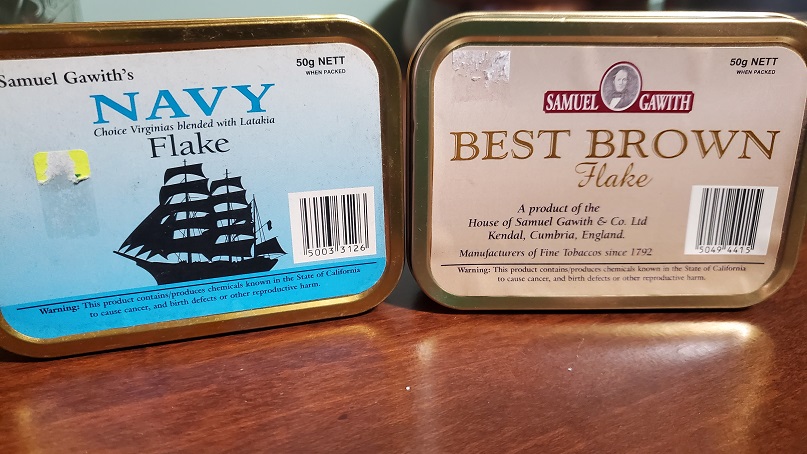 Samuel Gawith's
50g NETT
WHEN PACKED
NAVY
Choice Virginias blended with Latakia
Flake
5003 3126
Warning: This product contains/produces chemicals known in the State of California
to cause cancer, and birth defects or other reproductive harm.
50g NETT
WHEN PACKED
SAMUEL GAWITH
BEST BROWN
Flake
A product of the
House of Samuel Gawith & Co. Ltd
Kendal, Cumbria, England.
Manufacturers of Fine Tobaccos since 1792
5049 4415
Warning: This product contains/produces chemicals known in the State of California
to cause cancer, and birth defects or other reproductive harm.